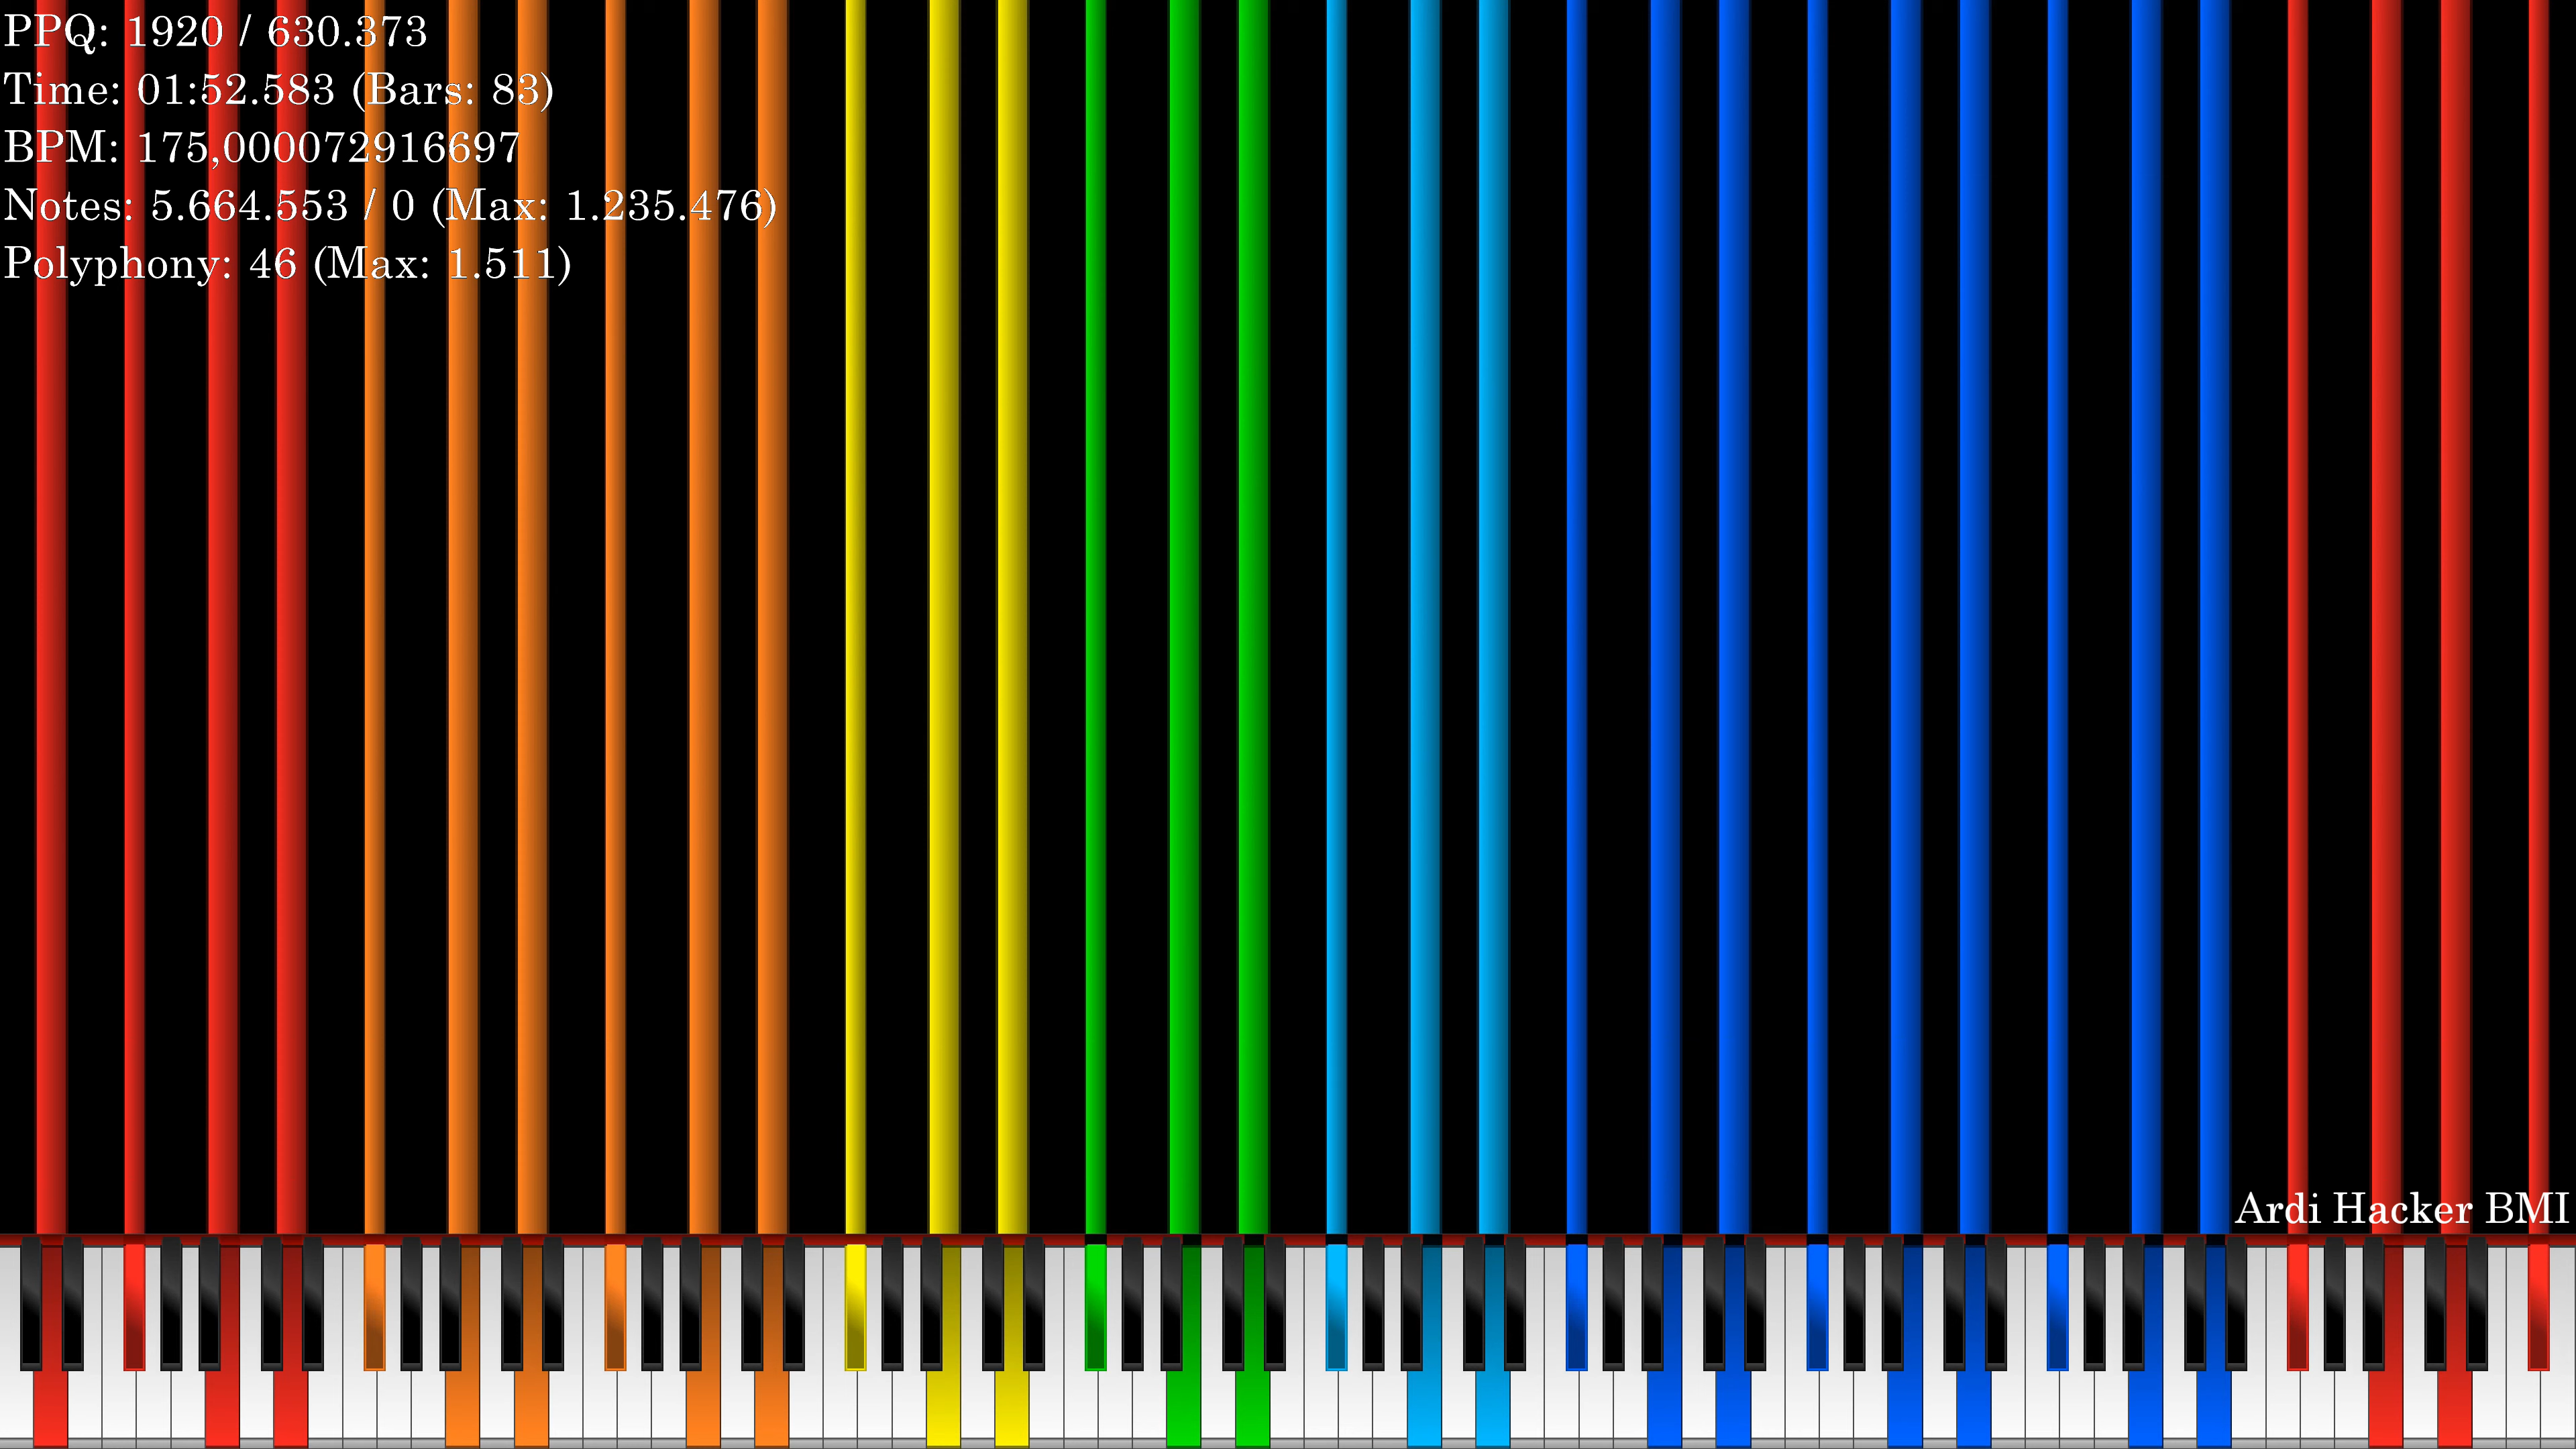 PPQ: 1920 / 630.373
Time: 01:52.583 (Bars: 83)
BPM: 175,000072916697
Notes: 5.664.553 / 0 (Max: 1.235.476)
Polyphony: 46 (Max: 1.511)
Ardi Hacker BMI